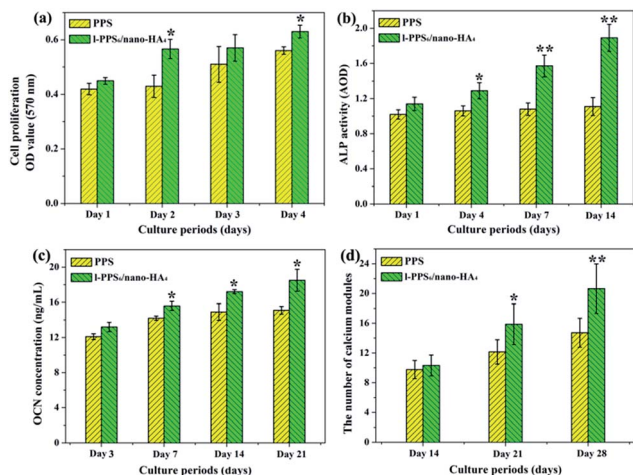 (a)
PPS
l-PPS₆/nano-HA₄
*
*
0.6
0.4
0.2
0.0
Cell proliferation
OD value (570 nm)
Day 1 Day 2 Day 3 Day 4
Culture periods (days)
(b)
PPS
l-PPS₆/nano-HA₄
*
**
**
2.0
1.6
1.2
0.8
0.4
0.0
ALP activity (AOD)
Day 1 Day 4 Day 7 Day 14
Culture periods (days)
(c)
PPS
l-PPS₆/nano-HA₄
*
*
*
20
16
12
8
4
0
OCN concentration (ng/mL)
Day 3 Day 7 Day 14 Day 21
Culture periods (days)
(d)
PPS
l-PPS₆/nano-HA₄
*
**
24
20
16
12
8
4
0
The number of calcium modules
Day 14 Day 21 Day 28
Culture periods (days)